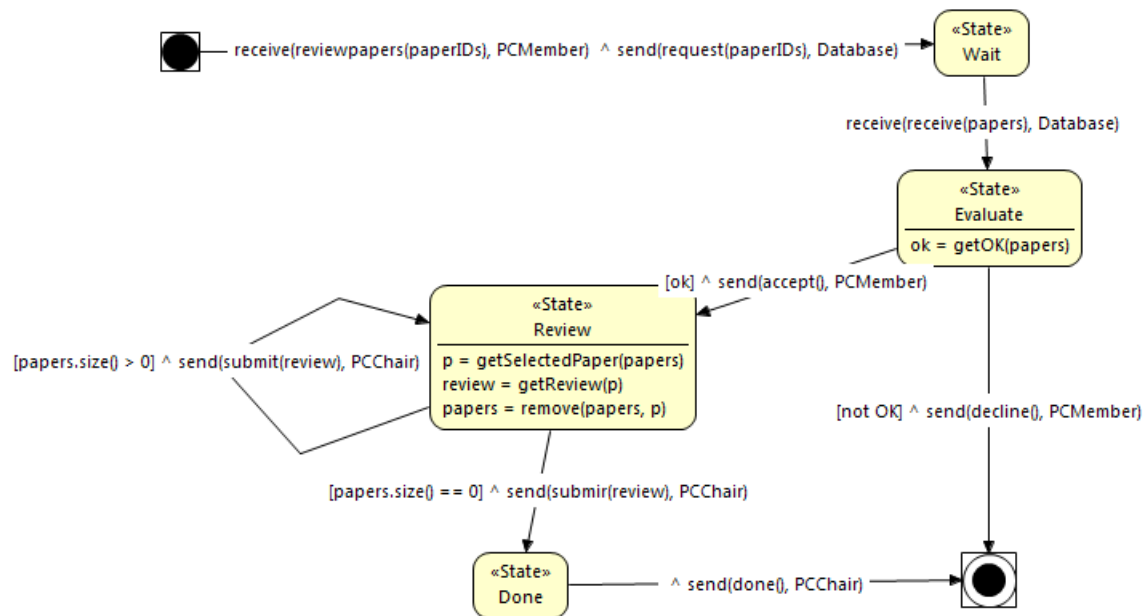 «State»
Wait
receive(reviewpapers(paperIDs), PCMember) ^ send(request(paperIDs), Database)
receive(receive(papers), Database)
«State»
Evaluate
ok = getOK(papers)
[ok] ^ send(accept(), PCMember)
«State»
Review
p = getSelectedPaper(papers)
review = getReview(p)
papers = remove(papers, p)
[papers.size() > 0] ^ send(submit(review), PCChair)
[not OK] ^ send(decline(), PCMember)
[papers.size() == 0] ^ send(submir(review), PCChair)
«State»
Done
^ send(done(), PCChair)